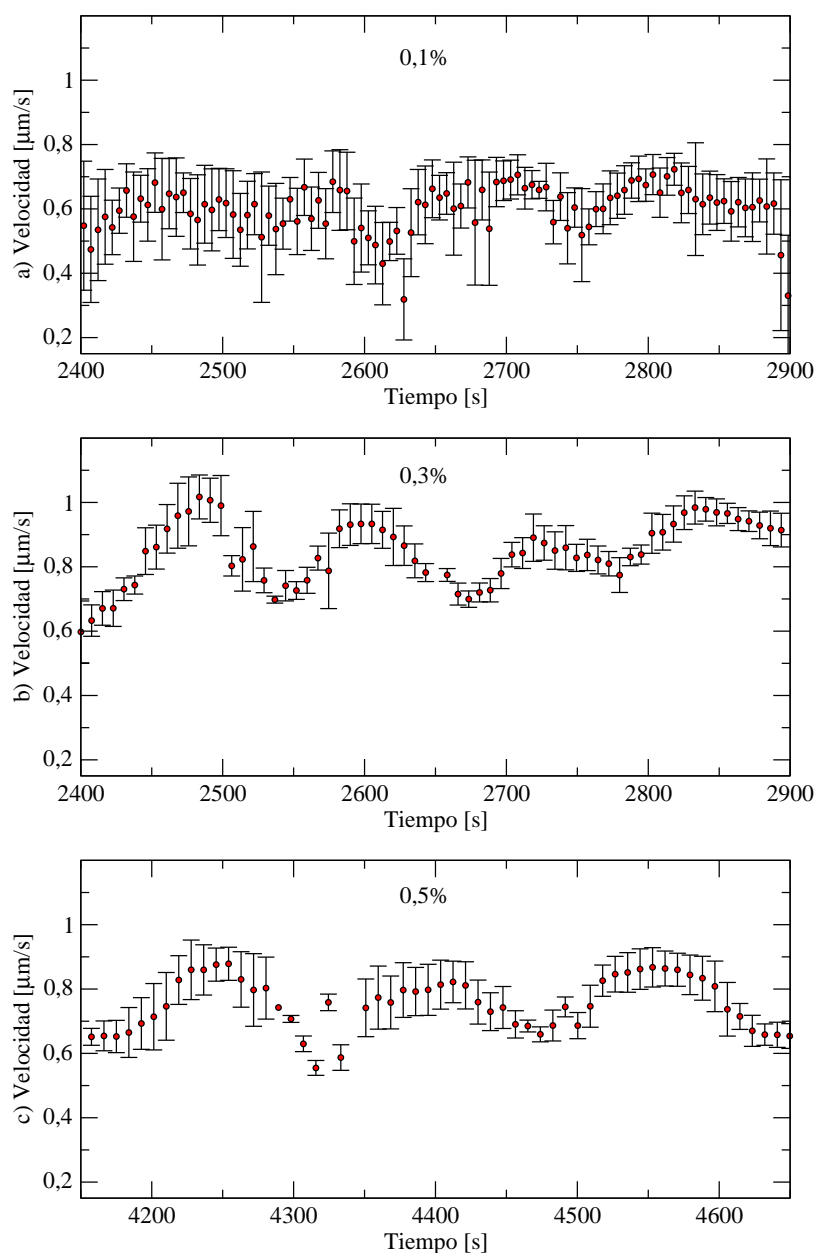 0,1%
1
0,8
0,6
0,4
0,2
a) Velocidad [µm/s]
2400 2500 2600 2700 2800 2900
Tiempo [s]
0,3%
1
0,8
0,6
0,4
0,2
b) Velocidad [µm/s]
2400 2500 2600 2700 2800 2900
Tiempo [s]
0,5%
1
0,8
0,6
0,4
0,2
c) Velocidad [µm/s]
4200 4300 4400 4500 4600
Tiempo [s]